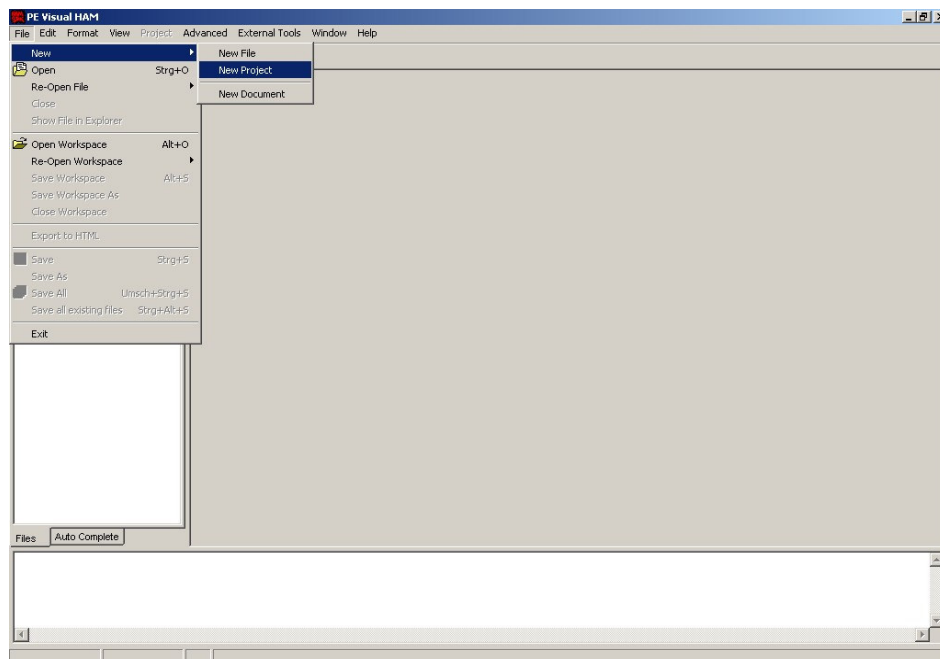 PE Visual HAM
File Edit Format View Project Advanced External Tools Window Help
New
New File
Open Strg+O
New Project
Re-Open File
New Document
Close
Show File in Explorer
Open Workspace Alt+O
Re-Open Workspace
Save Workspace Alt+S
Save Workspace As
Close Workspace
Export to HTML
Save Strg+S
Save As
Save All Umsch+Strg+S
Save all existing files Strg+Alt+S
Exit
Files Auto Complete